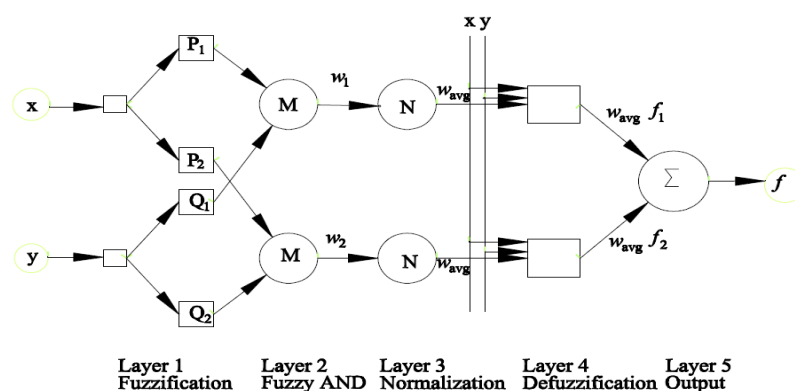 x y
P1
x
M
w1
N
wavg
wavg f1
P2
Σ
f
Q1
y
M
w2
N
wavg
wavg f2
Q2
Layer 1 Layer 2 Layer 3 Layer 4 Layer 5
Fuzzification Fuzzy AND Normalization Defuzzification Output